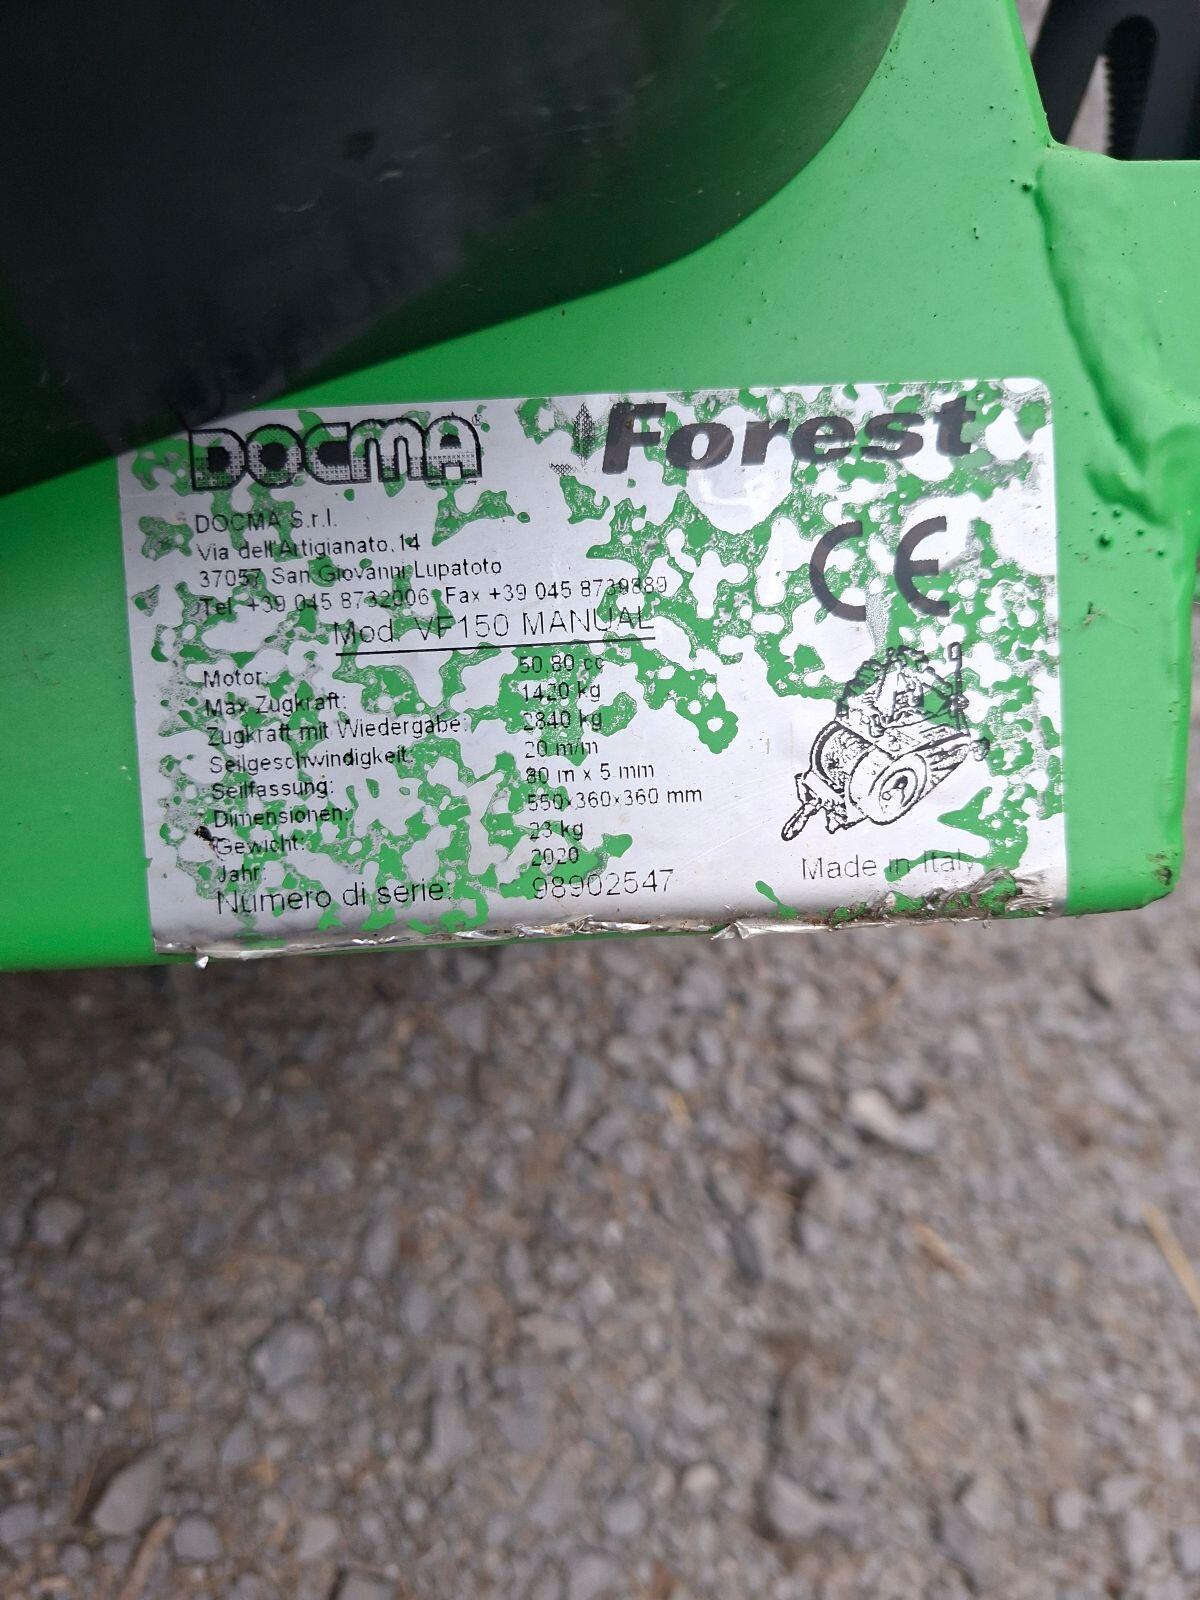 DOCMA Forest
DOCMA S.r.l.
Via dell'Artigianato, 14
37057 San Giovanni Lupatoto
Tel. +39 045 8732006 Fax +39 045 8739889
CE
Mod. VF150 MANUAL
Motor: 50,80 cc
Max Zugkraft: 1420 kg
Zugkraft mit Wiedergabe: 2840 kg
Seilgeschwindigkeit: 20 m/m
Seilfassung: 80 m x 5 mm
Dimensionen: 550x360x360 mm
Gewicht: 23 kg
Jahr: 2020
Numero di serie: 98902547
Made in Italy